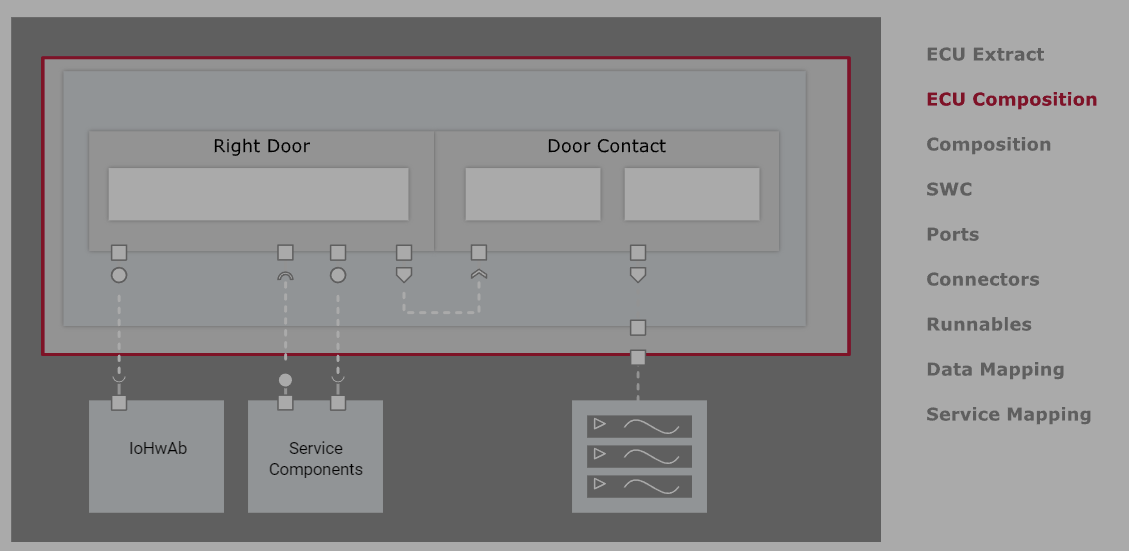 Right Door
Door Contact
IoHwAb
Service
Components
ECU Extract
ECU Composition
Composition
SWC
Ports
Connectors
Runnables
Data Mapping
Service Mapping